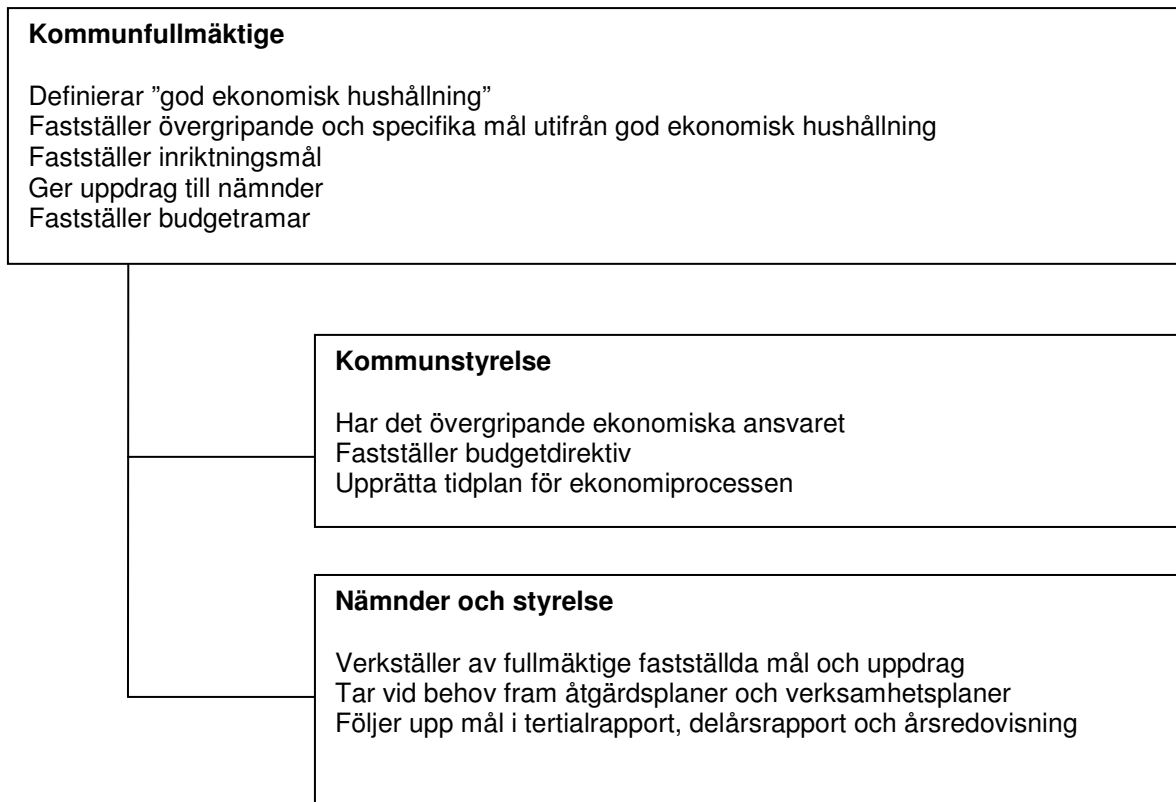 Kommunfullmäktige
Definierar ”god ekonomisk hushållning”
Fastställer övergripande och specifika mål utifrån god ekonomisk hushållning
Fastställer inriktningsmål
Ger uppdrag till nämnder
Fastställer budgetramar
Kommunstyrelse
Har det övergripande ekonomiska ansvaret
Fastställer budgetdirektiv
Upprätta tidplan för ekonomiprocessen
Nämnder och styrelse
Verkställer av fullmäktige fastställda mål och uppdrag
Tar vid behov fram åtgärdsplaner och verksamhetsplaner
Följer upp mål i tertialrapport, delårsrapport och årsredovisning